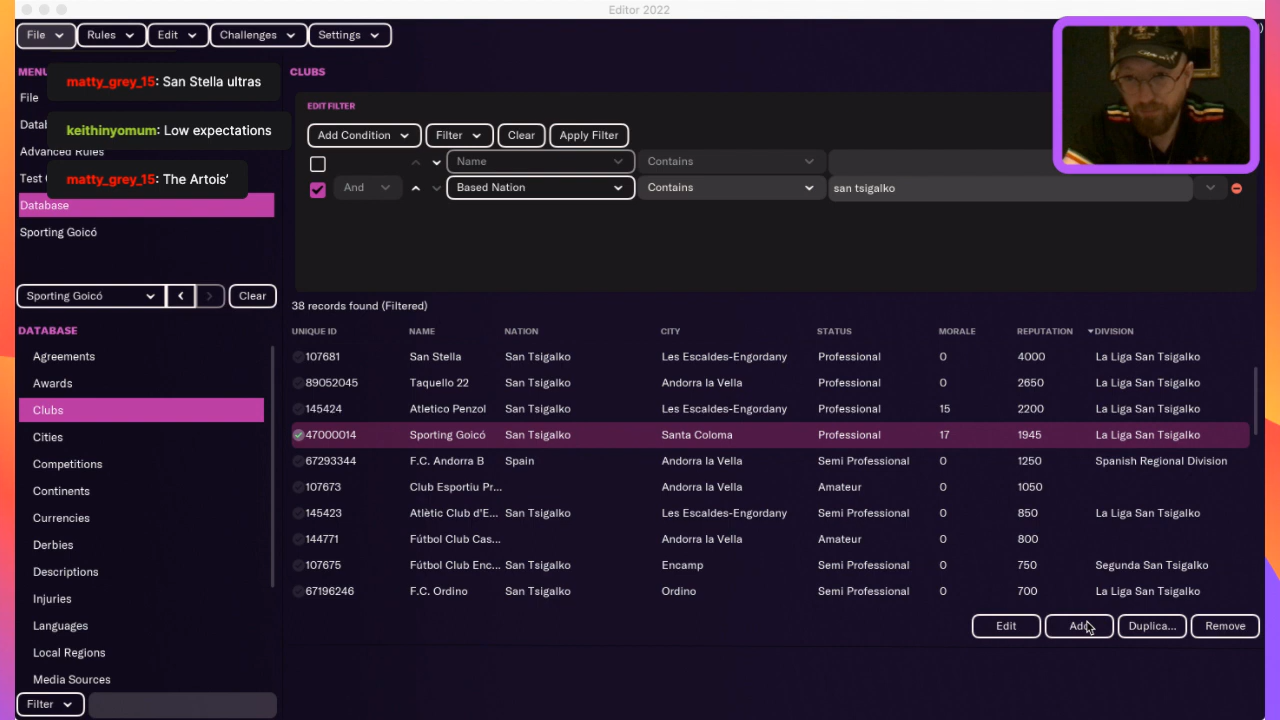 Editor 2022
File
Rules
Edit
Challenges
Settings
MENU
matty_grey_15: San Stella ultras
CLUBS
File
EDIT FILTER
keithinyomum: Low expectations
Add Condition
Filter
Clear
Apply Filter
Advanced Rules
Name
Contains
matty_grey_15: The Artois’
And
Based Nation
Contains
san tsigalko
Database
Sporting Goicó
Sporting Goicó
Clear
38 records found (Filtered)
DATABASE
UNIQUE ID NAME NATION CITY STATUS MORALE REPUTATION DIVISION
Agreements
107681 San Stella San Tsigalko Les Escaldes-Engordany Professional 0 4000 La Liga San Tsigalko
Awards
89052045 Taquello 22 San Tsigalko Andorra la Vella Professional 0 2650 La Liga San Tsigalko
Clubs
145424 Atletico Penzol San Tsigalko Les Escaldes-Engordany Professional 15 2200 La Liga San Tsigalko
Cities
47000014 Sporting Goicó San Tsigalko Santa Coloma Professional 17 1945 La Liga San Tsigalko
Competitions
67293344 F.C. Andorra B Spain Andorra la Vella Semi Professional 0 1250 Spanish Regional Division
Continents
107673 Club Esportiu Pr... Andorra la Vella Amateur 0 1050
Currencies
145423 Atlètic Club d'E... San Tsigalko Les Escaldes-Engordany Semi Professional 0 850 La Liga San Tsigalko
Derbies
144771 Fútbol Club Cas... Andorra la Vella Amateur 0 800
Descriptions
107675 Fútbol Club Enc... San Tsigalko Encamp Semi Professional 0 750 Segunda San Tsigalko
Injuries
67196246 F.C. Ordino San Tsigalko Ordino Semi Professional 0 700 La Liga San Tsigalko
Languages
Edit
Add
Duplica...
Remove
Local Regions
Media Sources
Filter